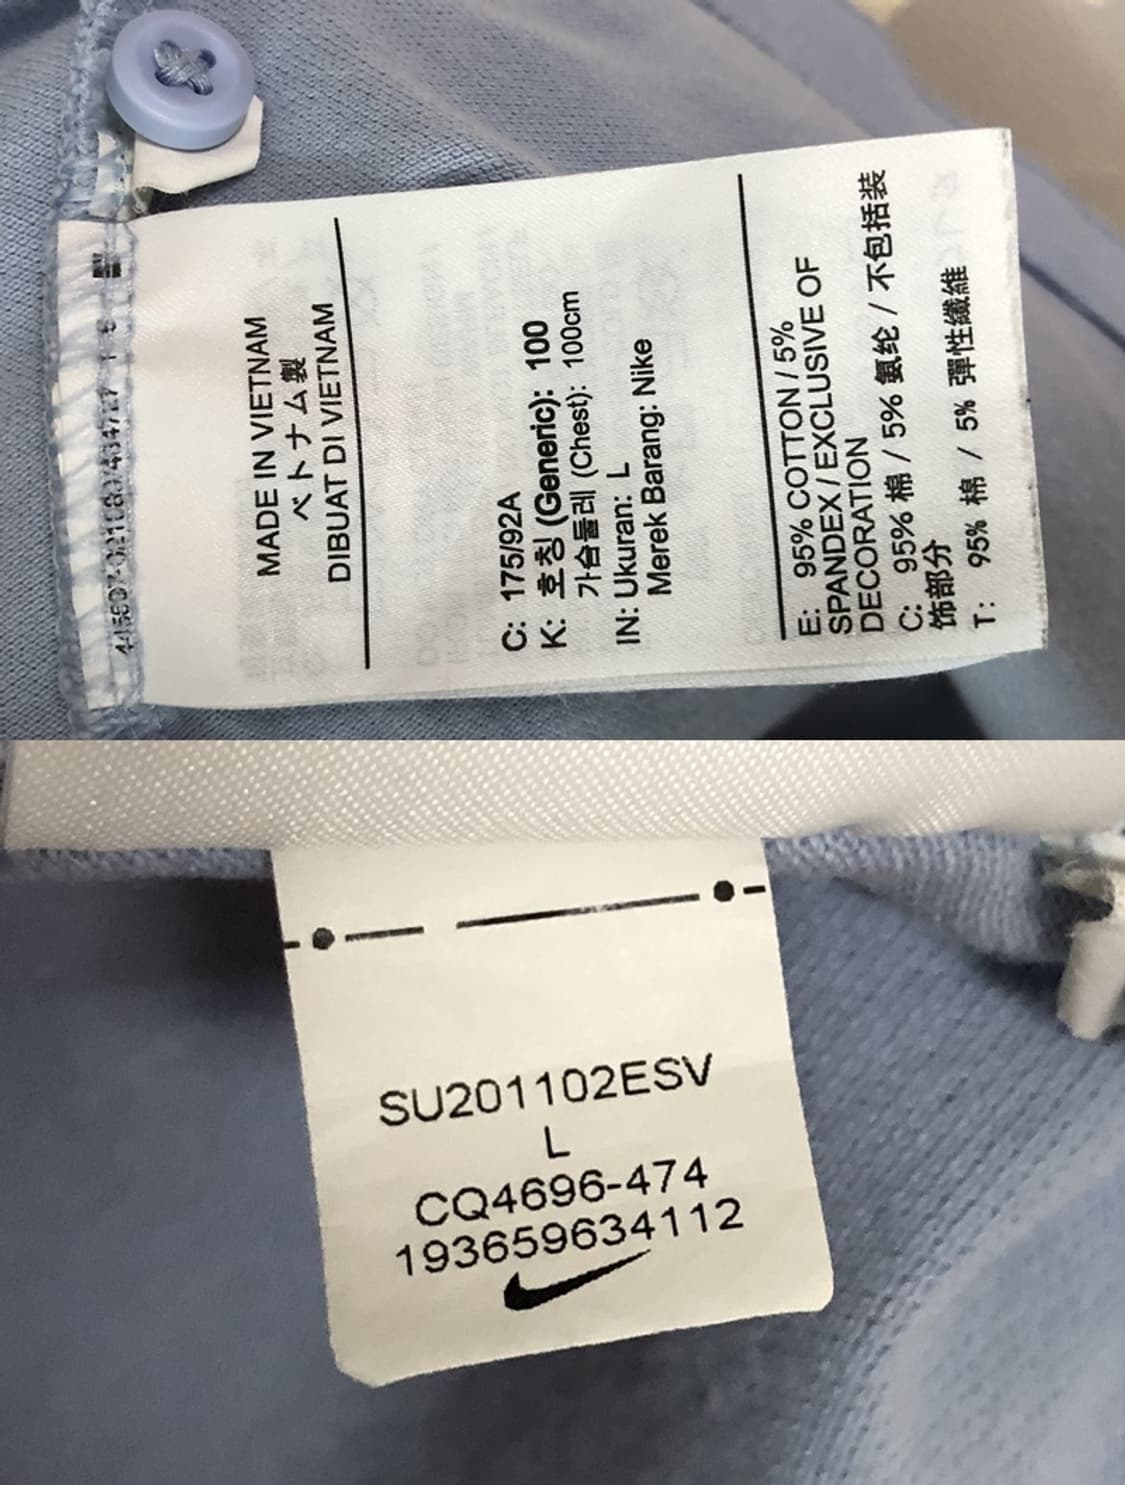 MADE IN VIETNAM
ベトナム製
DIBUAT DI VIETNAM
C: 175/92A
K: 호칭 (Generic): 100
가슴둘레 (Chest): 100cm
IN: Ukuran: L
Merek Barang: Nike
E: 95% COTTON / 5%
SPANDEX / EXCLUSIVE OF
DECORATION
C: 95% 棉 / 5% 氨纶 / 不包括装
饰部分
T: 95% 棉 / 5% 彈性纖維
SU201102ESV
L
CQ4696-474
193659634112